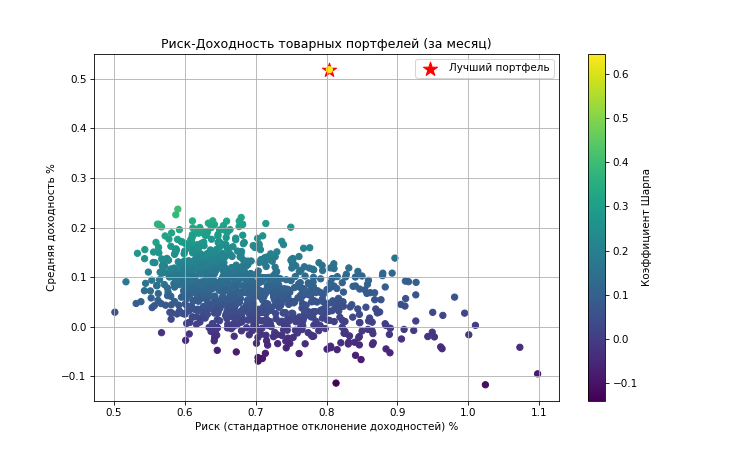 Риск-Доходность товарных портфелей (за месяц)
Лучший портфель
0.5
0.4
0.3
0.2
0.1
0.0
−0.1
Средняя доходность %
0.5 0.6 0.7 0.8 0.9 1.0 1.1
Риск (стандартное отклонение доходностей) %
0.6
0.5
0.4
0.3
0.2
0.1
0.0
−0.1
Коэффициент Шарпа